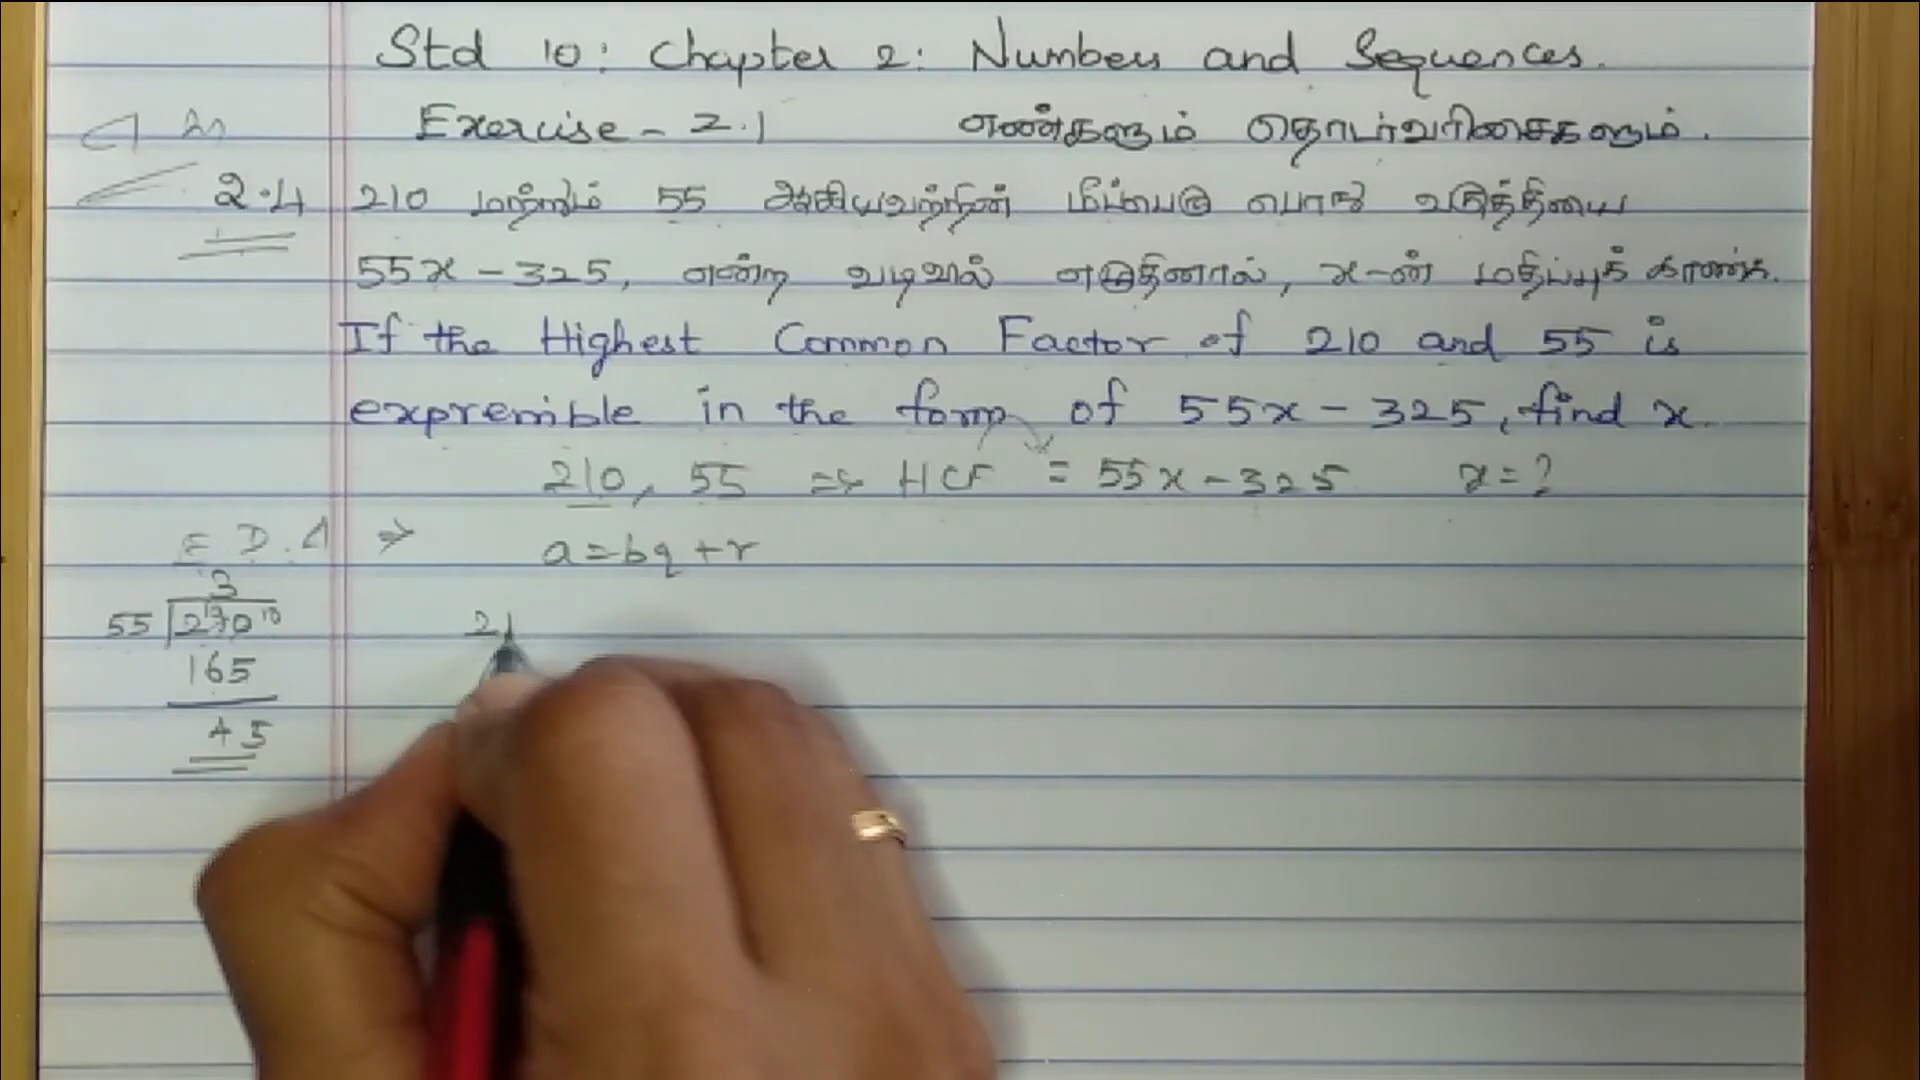 Std 10: Chapter 2: Numbers and Sequences.
Exercise - 2.1 எண்களும் தொடர்வரிசைகளும்.
2.4 210 மற்றும் 55 ஆகியவற்றின் மீப்பெரு பொது வகுத்தியை
55x - 325, என்ற வடிவில் எழுதினால், x-ன் மதிப்புக் காண்க.
If the Highest Common Factor of 210 and 55 is
expressible in the form of 55x - 325, find x.
210, 55 ⇒ HCF = 55x - 325 x = ?
E. D. A ⇒ a = bq + r
3
55 210 10
165
45
21